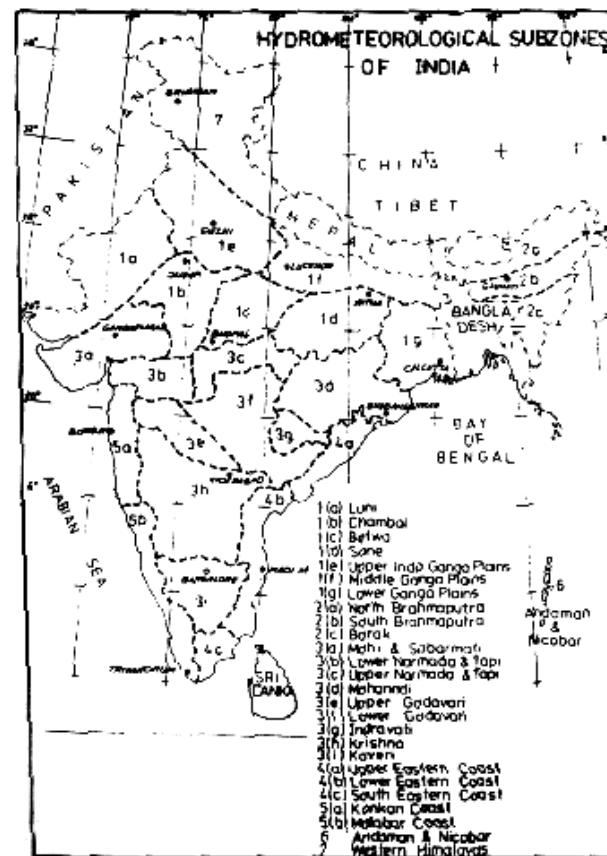 HYDROMETEOROLOGICAL SUBZONES
OF INDIA
7
PAKISTAN
CHINA
TIBET
NEPAL
DELHI
1a
1e
1b
LUCKNOW
1f
2a
2b
BANGLA
DESH
2c
1c
1d
1g
3a
3b
3c
CALCUTTA
3f
3d
3e
3g
4a
BOMBAY
5a
BAY
OF
BENGAL
3h
4b
5b
ARABIAN
SEA
BANGALORE
3i
4c
TRIVANDRUM
SRI
LANKA
6
Andaman
&
Nicobar
1(a) Luni
1(b) Chambal
1(c) Betwa
1(d) Sone
1(e) Upper Indo Ganga Plains
1(f) Middle Ganga Plains
1(g) Lower Ganga Plains
2(a) North Brahmaputra
2(b) South Brahmaputra
2(c) Barak
3(a) Mahi & Sabarmati
3(b) Lower Narmada & Tapi
3(c) Upper Narmada & Tapi
3(d) Mahanadi
3(e) Upper Godavari
3(f) Lower Godavari
3(g) Indravati
3(h) Krishna
3(i) Kaveri
4(a) Upper Eastern Coast
4(b) Lower Eastern Coast
4(c) South Eastern Coast
5(a) Konkan Coast
5(b) Malabar Coast
6 Andaman & Nicobar
7 Western Himalayas